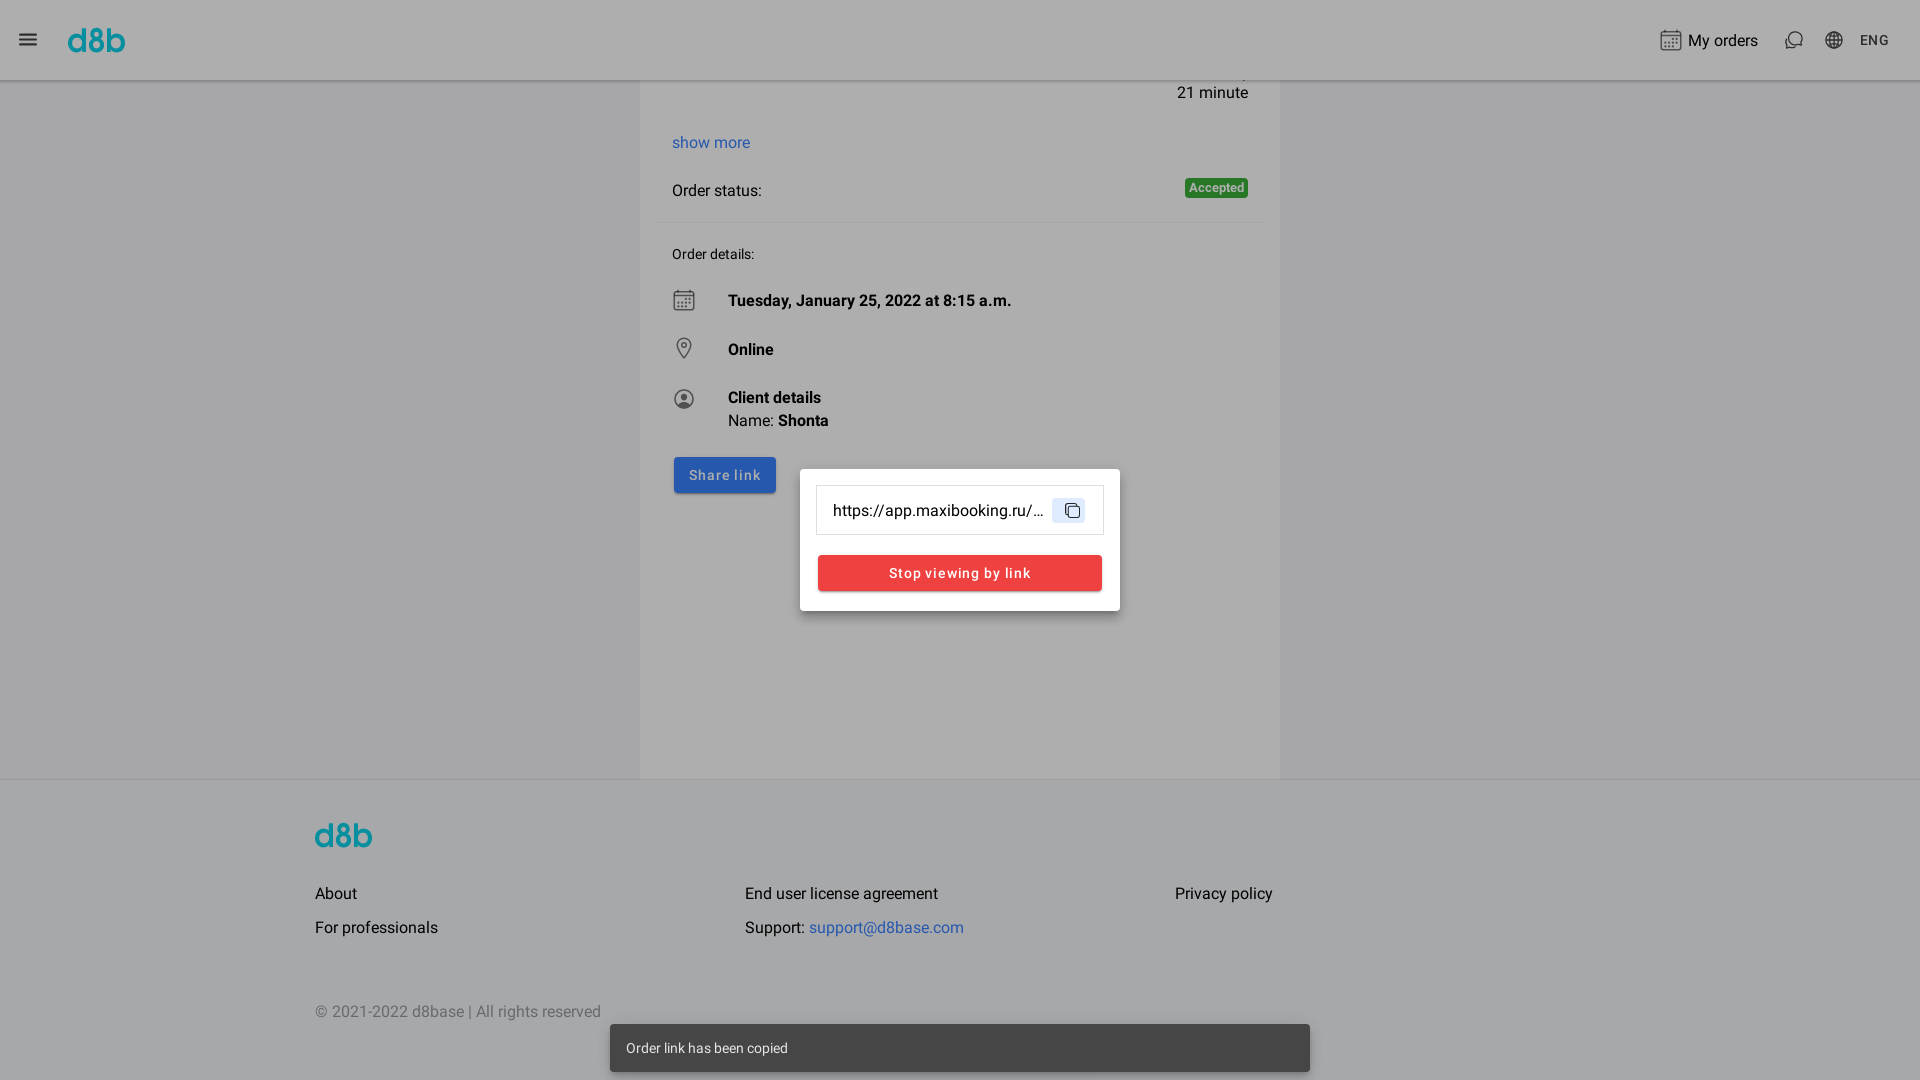 d8b
My orders
ENG
21 minute
show more
Order status:
Accepted
Order details:
Tuesday, January 25, 2022 at 8:15 a.m.
Online
Client details
Name: Shonta
Share link
https://app.maxibooking.ru/...
Stop viewing by link
d8b
About
End user license agreement
Privacy policy
For professionals
Support: support@d8base.com
© 2021-2022 d8base | All rights reserved
Order link has been copied